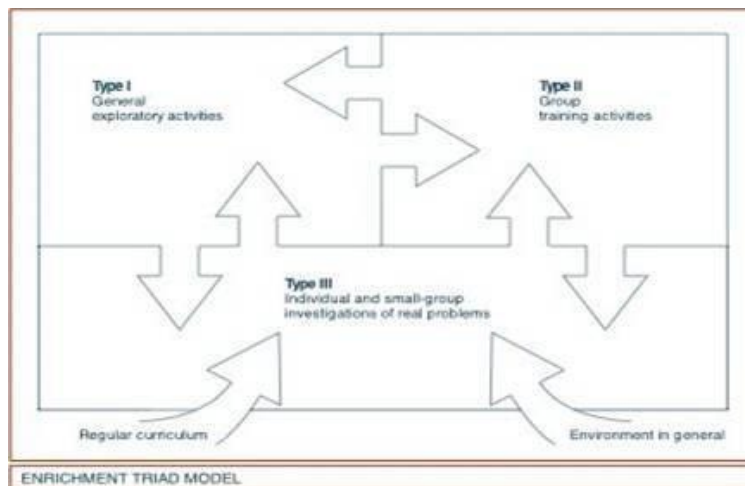 Type I
General
exploratory activities
Type II
Group
training activities
Type III
Individual and small-group
investigations of real problems
Regular curriculum
Environment in general
ENRICHMENT TRIAD MODEL